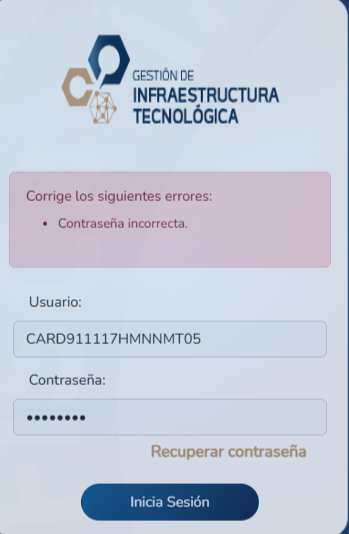 GESTIÓN DE
INFRAESTRUCTURA
TECNOLÓGICA
Corrige los siguientes errores:
• Contraseña incorrecta.
Usuario:
CARD911117HMNNMT05
Contraseña:
••••••••
Recuperar contraseña
Inicia Sesión